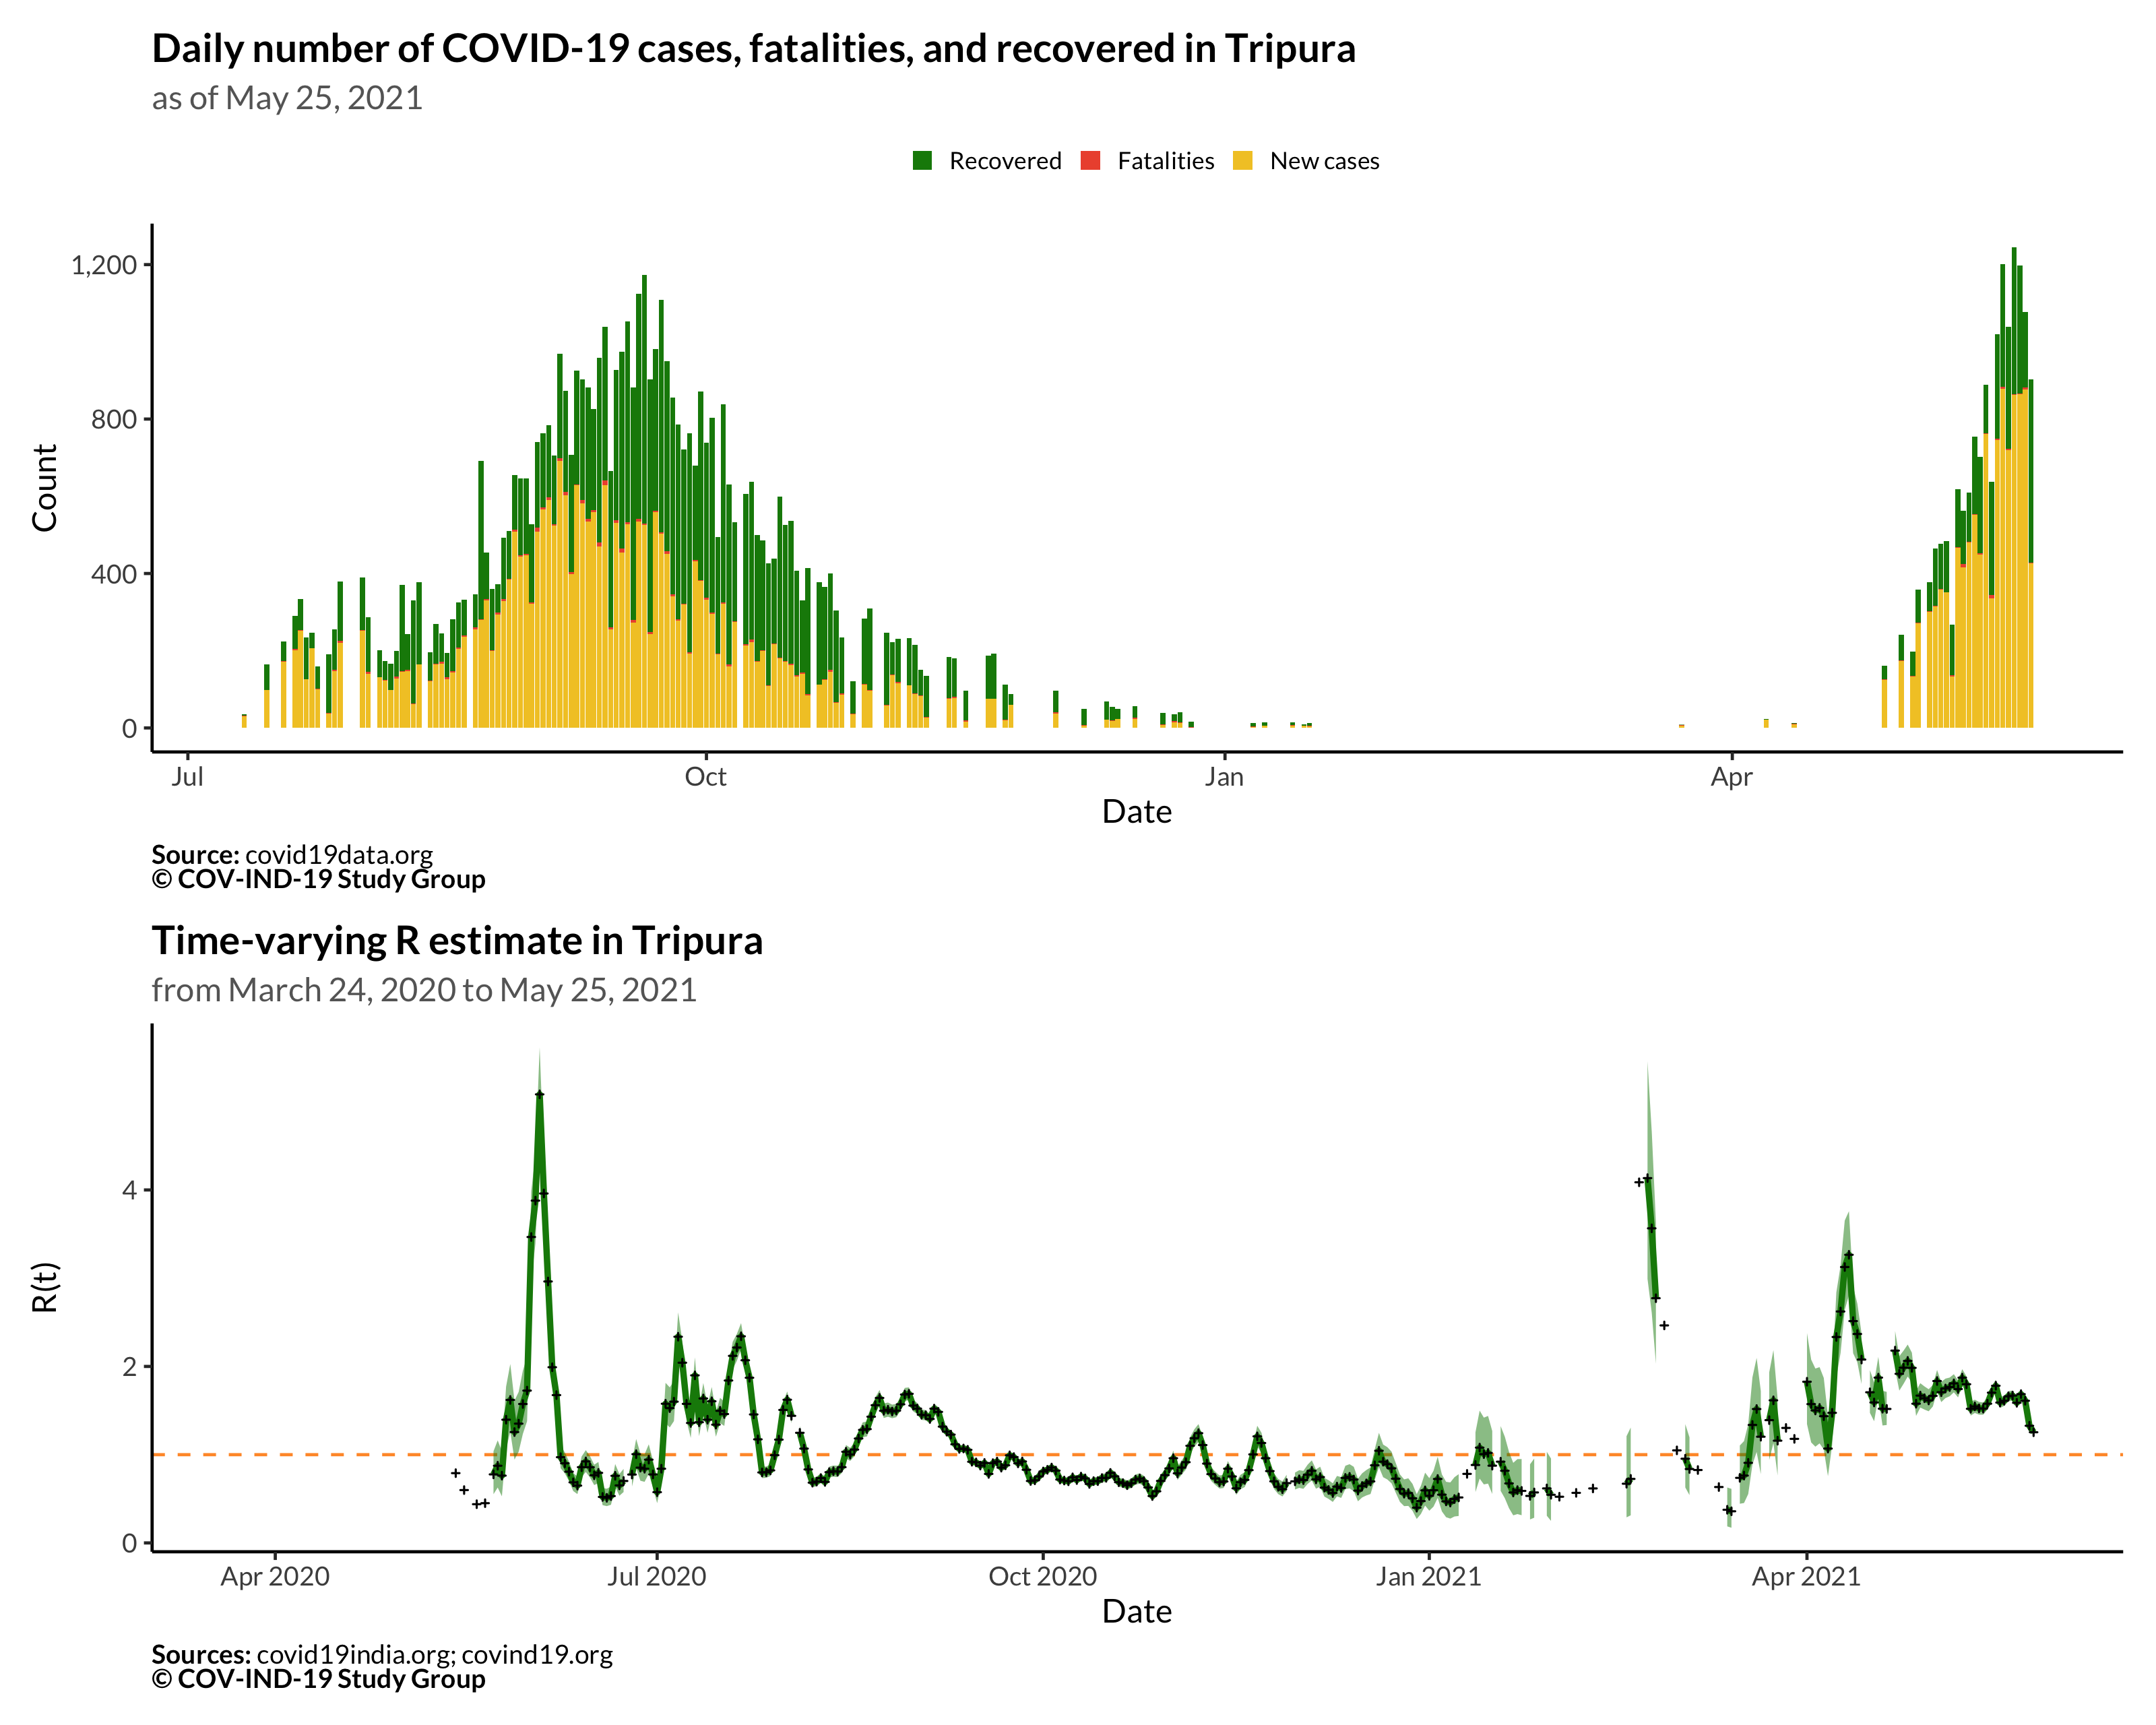 Daily number of COVID-19 cases, fatalities, and recovered in Tripura
as of May 25, 2021
Recovered Fatalities New cases
1,200
800
400
0
Count
Jul Oct Jan Apr
Date
Source: covid19data.org
© COV-IND-19 Study Group
Time-varying R estimate in Tripura
from March 24, 2020 to May 25, 2021
4
2
0
R(t)
Apr 2020 Jul 2020 Oct 2020 Jan 2021 Apr 2021
Date
Sources: covid19india.org; covind19.org
© COV-IND-19 Study Group